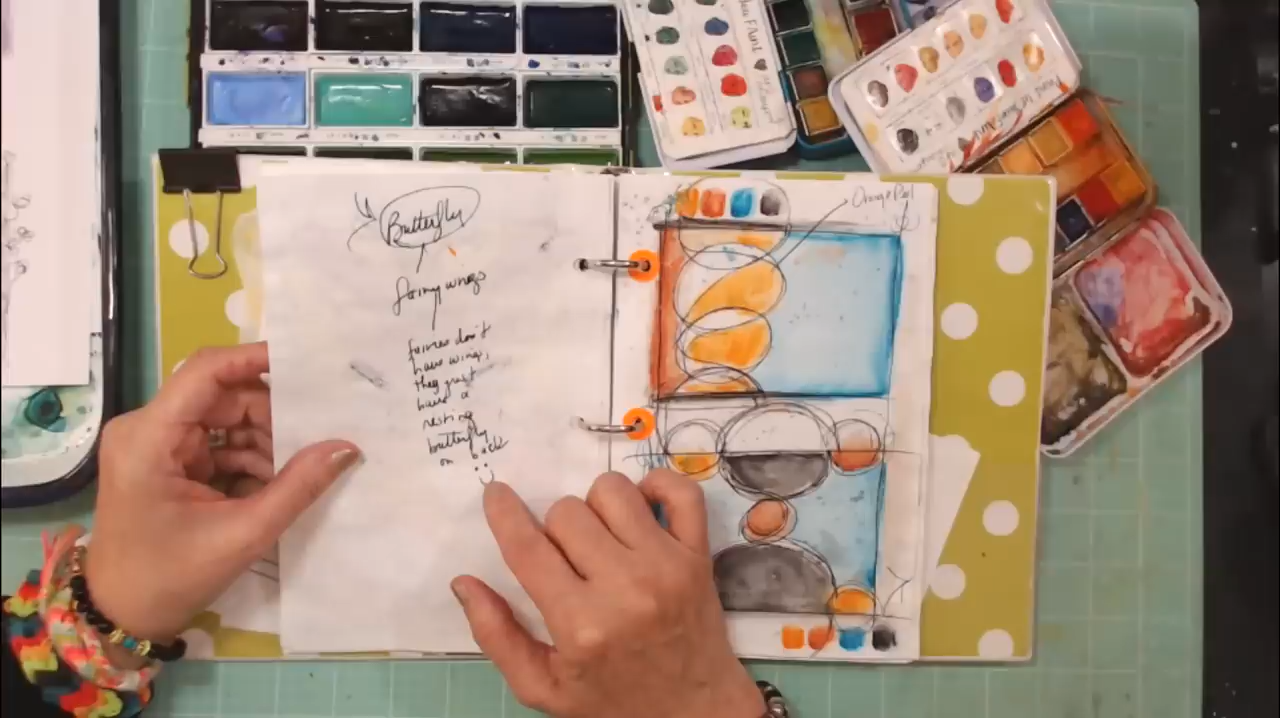 Butterfly
fairy wings
fairies don't
have wings,
they just
have a
resting
butterfly
on back
Orange Peel